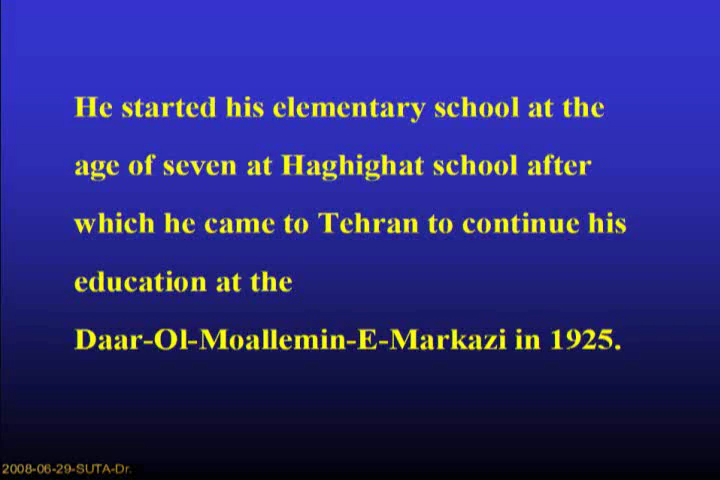 He started his elementary school at the
age of seven at Haghighat school after
which he came to Tehran to continue his
education at the
Daar-Ol-Moallemin-E-Markazi in 1925.
2008-06-29-SUTA-Dr.